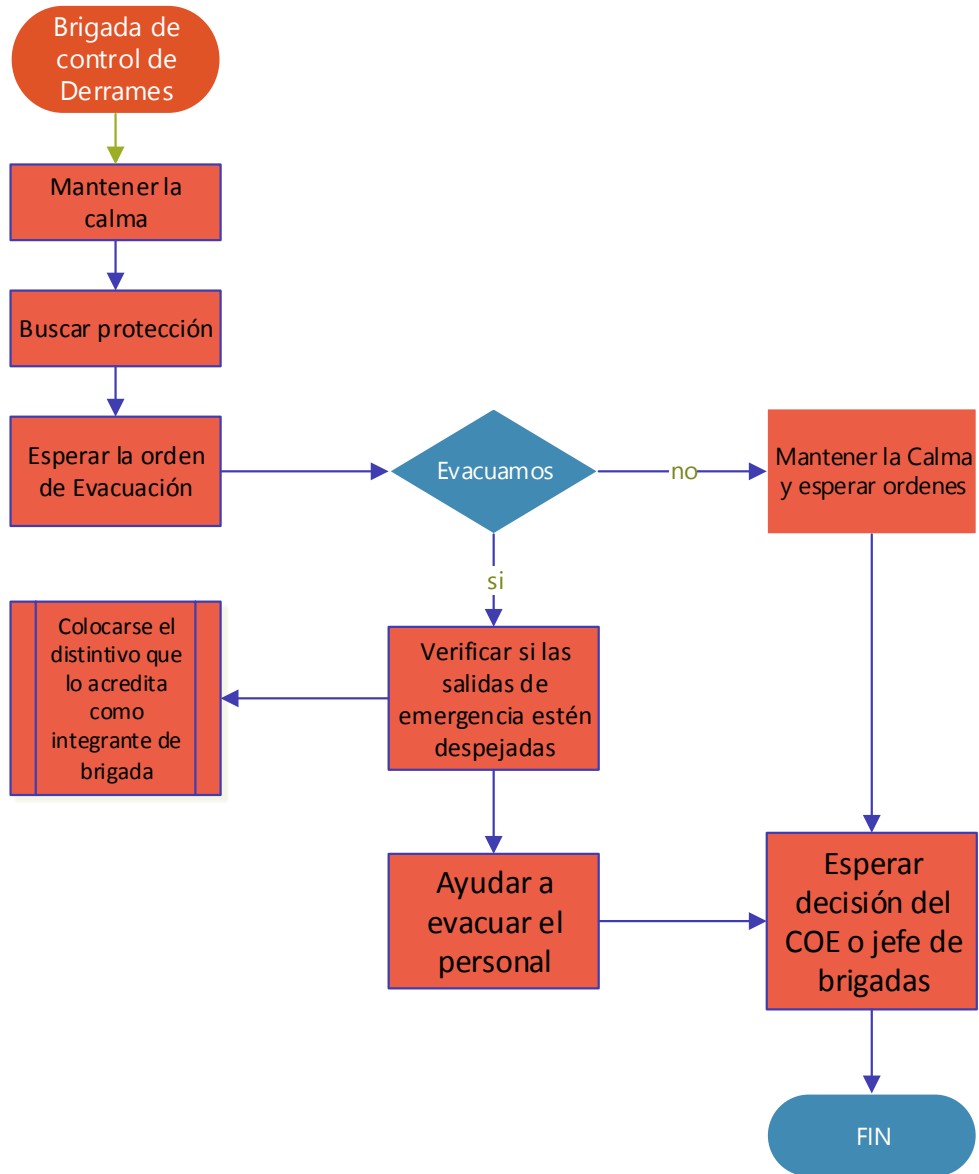 Brigada de
control de
Derrames
Mantener la
calma
Buscar protección
Esperar la orden
de Evacuación
Evacuamos
no
Mantener la Calma
y esperar ordenes
si
Verificar si las
salidas de
emergencia estén
despejadas
Colocarse el
distintivo que
lo acredita
como
integrante de
brigada
Ayudar a
evacuar el
personal
Esperar
decisión del
COE o jefe de
brigadas
FIN